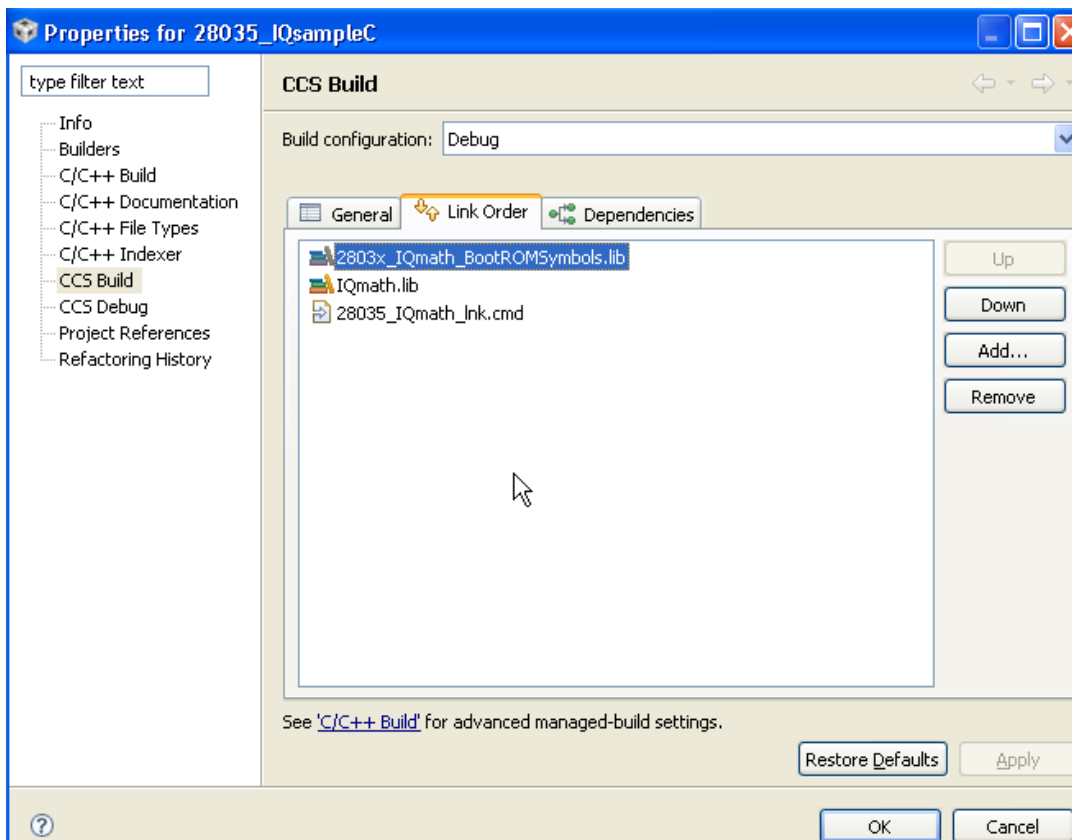 Properties for 28035_IQsampleC
type filter text
Info
Builders
C/C++ Build
C/C++ Documentation
C/C++ File Types
C/C++ Indexer
CCS Build
CCS Debug
Project References
Refactoring History
CCS Build
Build configuration: Debug
General Link Order Dependencies
2803x_IQmath_BootROMSymbols.lib
IQmath.lib
28035_IQmath_lnk.cmd
Up
Down
Add...
Remove
See 'C/C++ Build' for advanced managed-build settings.
Restore Defaults Apply
? OK Cancel